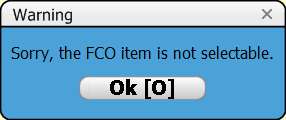 Warning
Sorry, the FCO item is not selectable.
Ok [O]